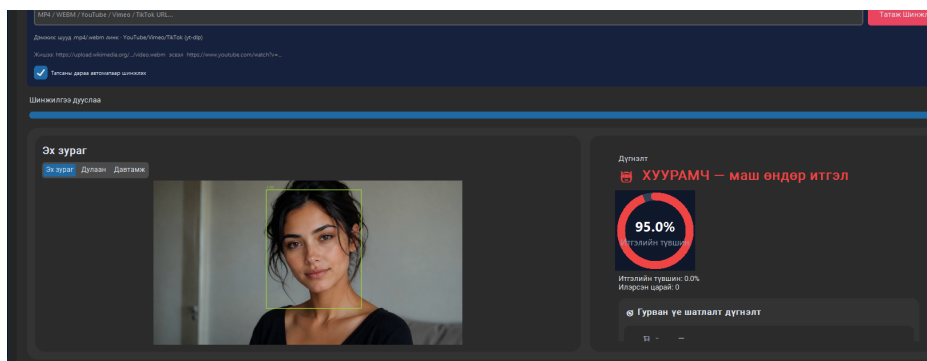 MP4 / WEBM / YouTube / Vimeo / TikTok URL...
Татаж Шинжл
Дэмжих: шууд .mp4/.webm линк · YouTube/Vimeo/TikTok (yt-dlp)
Жишээ: https://upload.wikimedia.org/.../video.webm эсвэл https://www.youtube.com/watch?v=...
Татсаны дараа автоматаар шинжлэх
Шинжилгээ дууслаа
Эх зураг
Эх зураг Дулаан Давтамж
Дүгнэлт
ХУУРАМЧ — маш өндөр итгэл
95.0%
Итгэлийн түвшин
Итгэлийн түвшин: 0.0%
Илэрсэн царай: 0
Гурван үе шатлалт дүгнэлт